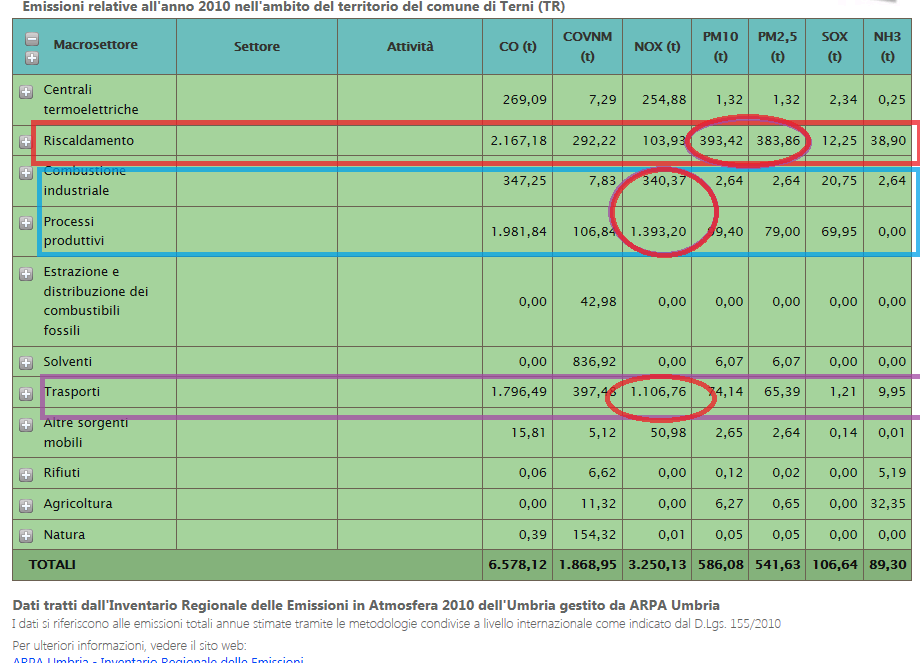 Emissioni relative all'anno 2010 nell'ambito del territorio del comune di Terni (TR)
Macrosettore Settore Attività CO (t) COVNM (t) NOX (t) PM10 (t) PM2,5 (t) SOX (t) NH3 (t)
Centrali
termoelettriche 269,09 7,29 254,88 1,32 1,32 2,34 0,25
Riscaldamento 2.167,18 292,22 103,93 393,42 383,86 12,25 38,90
Combustione
industriale 347,25 7,83 340,37 2,64 2,64 20,75 2,64
Processi
produttivi 1.981,84 106,84 1.393,20 99,40 79,00 69,95 0,00
Estrazione e
distribuzione dei
combustibili
fossili 0,00 42,98 0,00 0,00 0,00 0,00 0,00
Solventi 0,00 836,92 0,00 6,07 6,07 0,00 0,00
Trasporti 1.796,49 397,48 1.106,76 74,14 65,39 1,21 9,95
Altre sorgenti
mobili 15,81 5,12 50,98 2,65 2,64 0,14 0,01
Rifiuti 0,06 6,62 0,00 0,12 0,02 0,00 5,19
Agricoltura 0,00 11,32 0,00 6,27 0,65 0,00 32,35
Natura 0,39 154,32 0,01 0,05 0,05 0,00 0,00
TOTALI 6.578,12 1.868,95 3.250,13 586,08 541,63 106,64 89,30
Dati tratti dall'Inventario Regionale delle Emissioni in Atmosfera 2010 dell'Umbria gestito da ARPA Umbria
I dati si riferiscono alle emissioni totali annue stimate tramite le metodologie condivise a livello internazionale come indicato dal D.Lgs. 155/2010
Per ulteriori informazioni, vedere il sito web:
ARPA Umbria - Inventario Regionale delle Emissioni